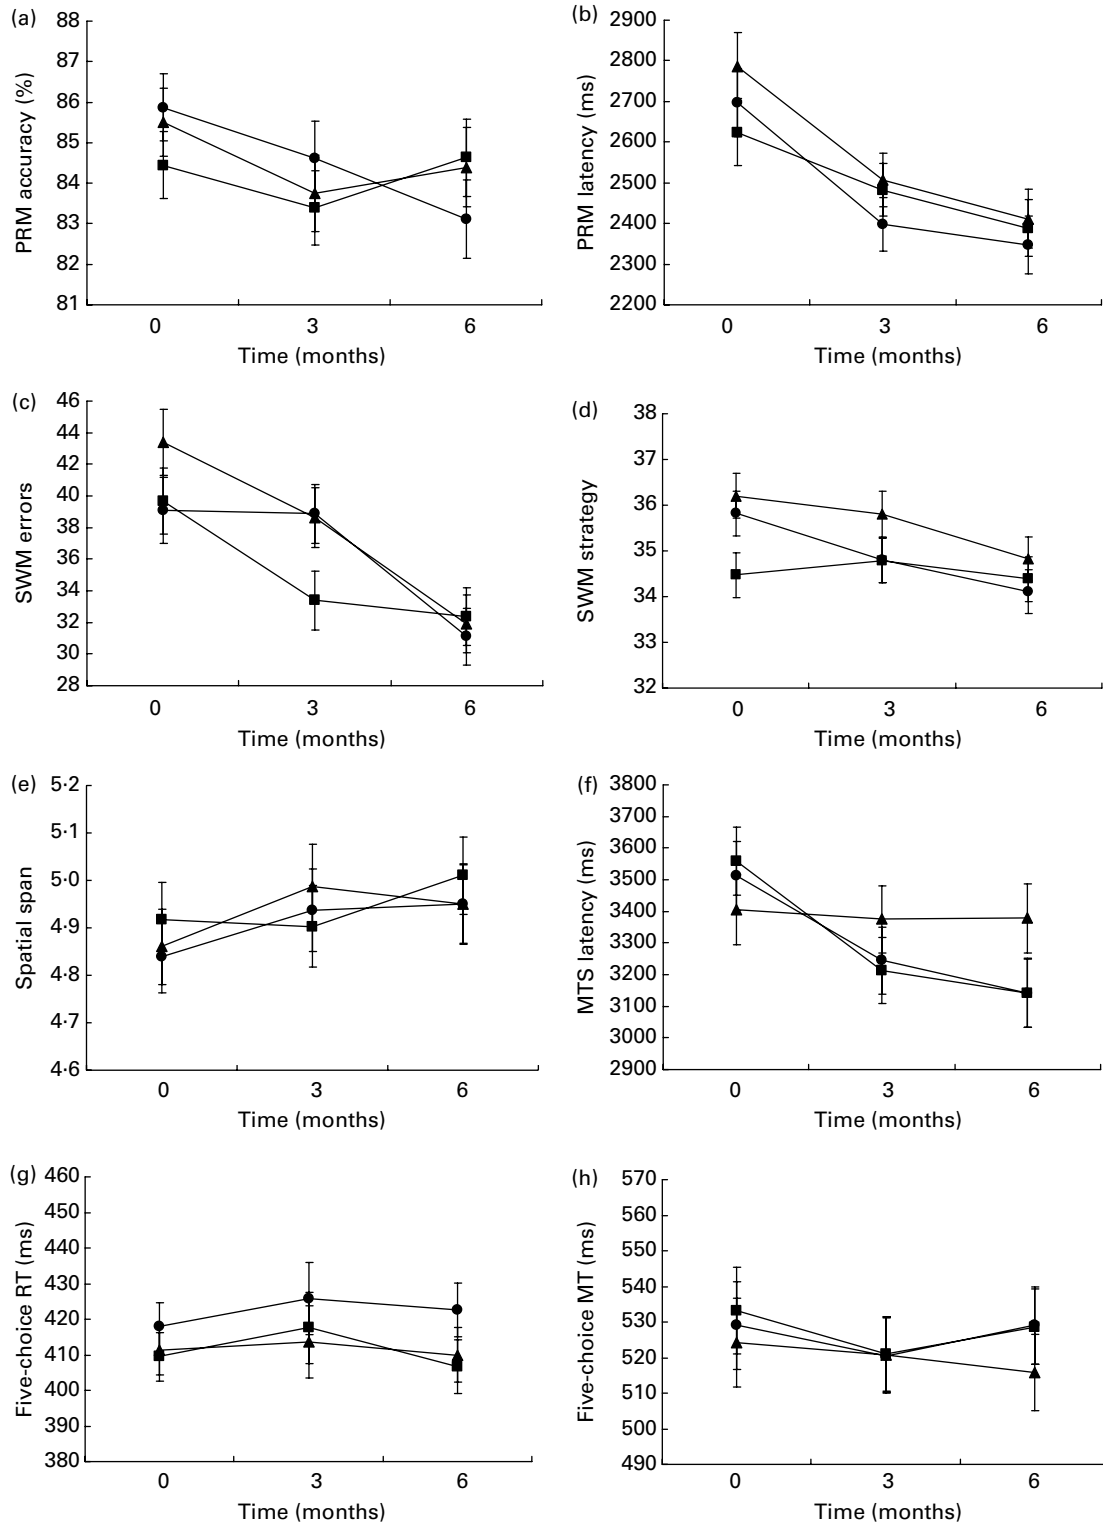 (a)
88
87
86
85
84
83
82
81
PRM accuracy (%)
0 3 6
Time (months)
(b)
2900
2800
2700
2600
2500
2400
2300
2200
PRM latency (ms)
0 3 6
Time (months)
(c)
46
44
42
40
38
36
34
32
30
28
SWM errors
0 3 6
Time (months)
(d)
38
37
36
35
34
33
32
SWM strategy
0 3 6
Time (months)
(e)
5·2
5·1
5·0
4·9
4·8
4·7
4·6
Spatial span
0 3 6
Time (months)
(f)
3800
3700
3600
3500
3400
3300
3200
3100
3000
2900
MTS latency (ms)
0 3 6
Time (months)
(g)
460
450
440
430
420
410
400
390
380
Five-choice RT (ms)
0 3 6
Time (months)
(h)
570
560
550
540
530
520
510
500
490
Five-choice MT (ms)
0 3 6
Time (months)